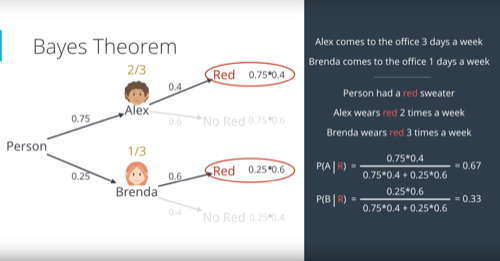 Bayes Theorem
2/3
Alex
0.75
0.4
Red 0.75*0.4
0.6
No Red 0.75*0.6
Person
1/3
Brenda
0.25
0.6
Red 0.25*0.6
0.4
No Red 0.25*0.4
Alex comes to the office 3 days a week
Brenda comes to the office 1 days a week
Person had a red sweater
Alex wears red 2 times a week
Brenda wears red 3 times a week
P(A|R) = 0.75*0.4 / 0.75*0.4 + 0.25*0.6 = 0.67
P(B|R) = 0.25*0.6 / 0.75*0.4 + 0.25*0.6 = 0.33